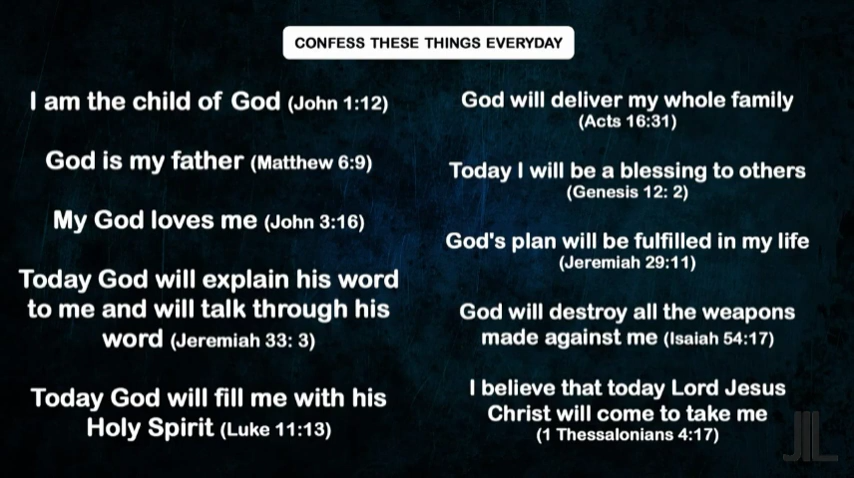 CONFESS THESE THINGS EVERYDAY
I am the child of God (John 1:12)
God is my father (Matthew 6:9)
My God loves me (John 3:16)
Today God will explain his word
to me and will talk through his
word (Jeremiah 33: 3)
Today God will fill me with his
Holy Spirit (Luke 11:13)
God will deliver my whole family
(Acts 16:31)
Today I will be a blessing to others
(Genesis 12: 2)
God's plan will be fulfilled in my life
(Jeremiah 29:11)
God will destroy all the weapons
made against me (Isaiah 54:17)
I believe that today Lord Jesus
Christ will come to take me
(1 Thessalonians 4:17)
JIL